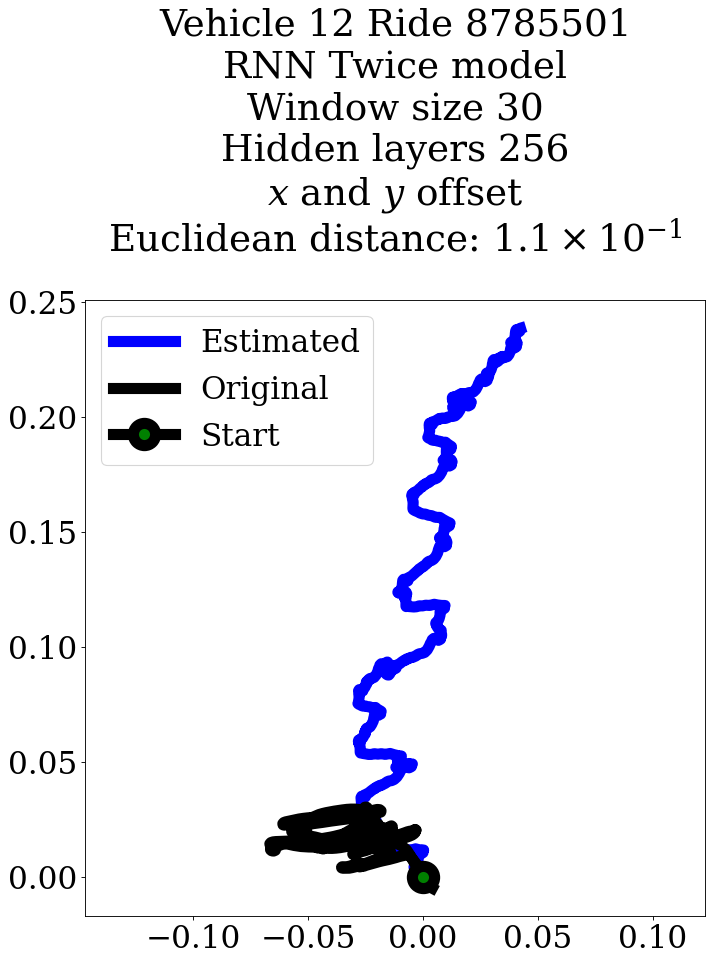 Vehicle 12 Ride 8785501
RNN Twice model
Window size 30
Hidden layers 256
x and y offset
Euclidean distance: 1.1 × 10⁻¹
0.25
0.20
0.15
0.10
0.05
0.00
Estimated
Original
Start
−0.10 −0.05 0.00 0.05 0.10